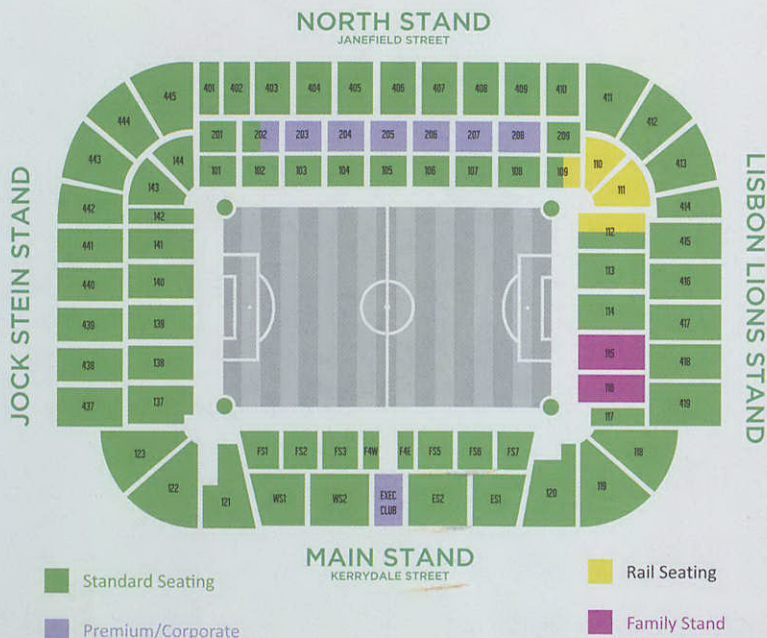 NORTH STAND
JANEFIELD STREET
445 401 402 403 404 405 406 407 408 409 410 411
444 412
443 201 202 203 204 205 206 207 208 209 413
144 110
143 101 102 103 104 105 106 107 108 109 111
442 142 414
441 141 112 415
440 140 113 416
439 139 114 417
438 138 115 418
437 137 116 419
117
JOCK STEIN STAND
LISBON LIONS STAND
123 FS1 FS2 FS3 F4W F4E FS5 FS6 FS7 118
122 121 WS1 WS2 EXEC CLUB ES2 ES1 120 119
MAIN STAND
KERRYDALE STREET
Standard Seating
Rail Seating
Premium/Corporate
Family Stand